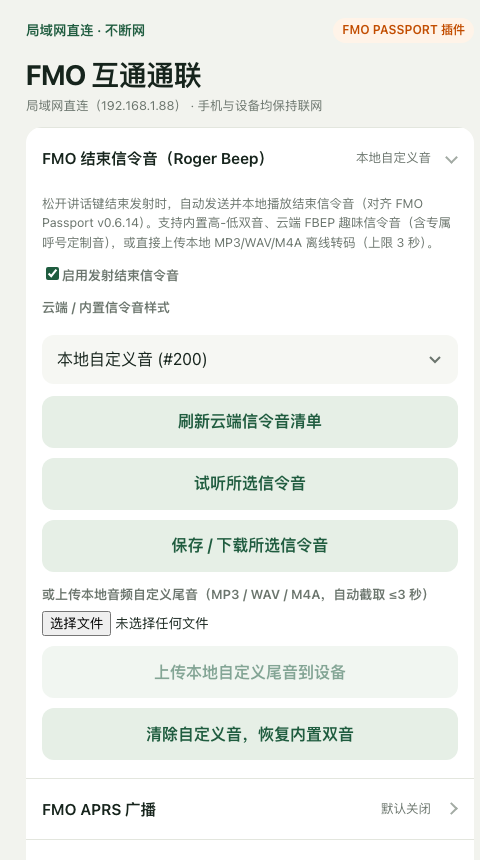 局域网直连 · 不断网
FMO PASSPORT 插件
FMO 互通通联
局域网直连（192.168.1.88） · 手机与设备均保持联网
FMO 结束信令音（Roger Beep）
本地自定义音
松开讲话键结束发射时，自动发送并本地播放结束信令音（对齐 FMO
Passport v0.6.14）。支持内置高-低双音、云端 FBEP 趣味信令音（含专属
呼号定制音），或直接上传本地 MP3/WAV/M4A 离线转码（上限 3 秒）。
启用发射结束信令音
云端 / 内置信令音样式
本地自定义音 (#200)
刷新云端信令音清单
试听所选信令音
保存 / 下载所选信令音
或上传本地音频自定义尾音（MP3 / WAV / M4A，自动截取 ≤3 秒）
选择文件 未选择任何文件
上传本地自定义尾音到设备
清除自定义音，恢复内置双音
FMO APRS 广播
默认关闭